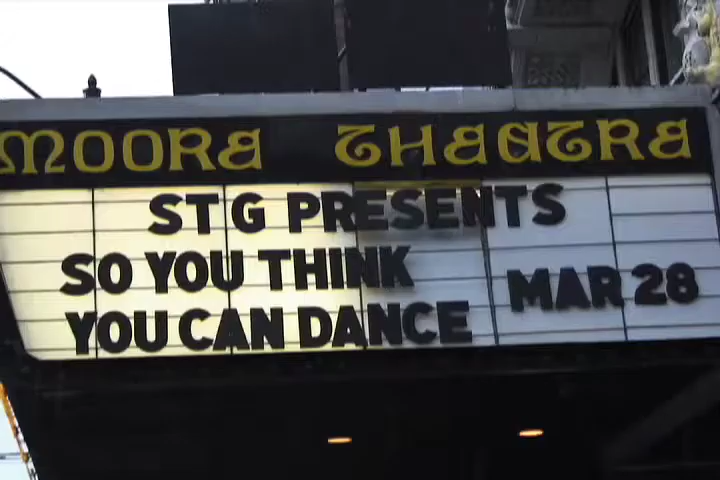 MOORE THEATRE
STG PRESENTS
SO YOU THINK
YOU CAN DANCE
MAR 28